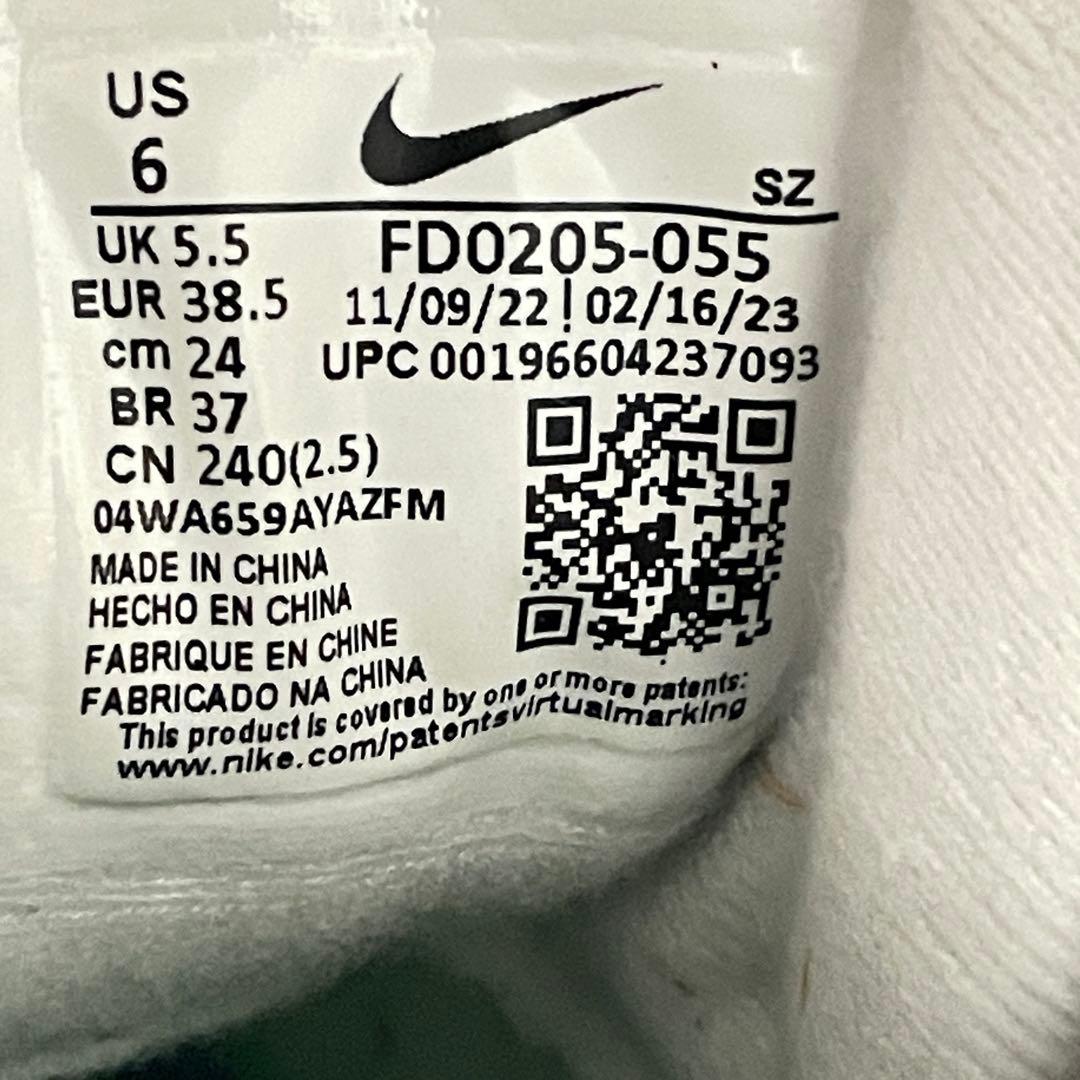 US
6
SZ
UK 5.5
FD0205-055
EUR 38.5
11/09/22 | 02/16/23
cm 24
UPC 00196604237093
BR 37
CN 240(2.5)
04WA659AYAZFM
MADE IN CHINA
HECHO EN CHINA
FABRIQUE EN CHINE
FABRICADO NA CHINA
This product is covered by one or more patents:
www.nike.com/patentsvirtualmarking